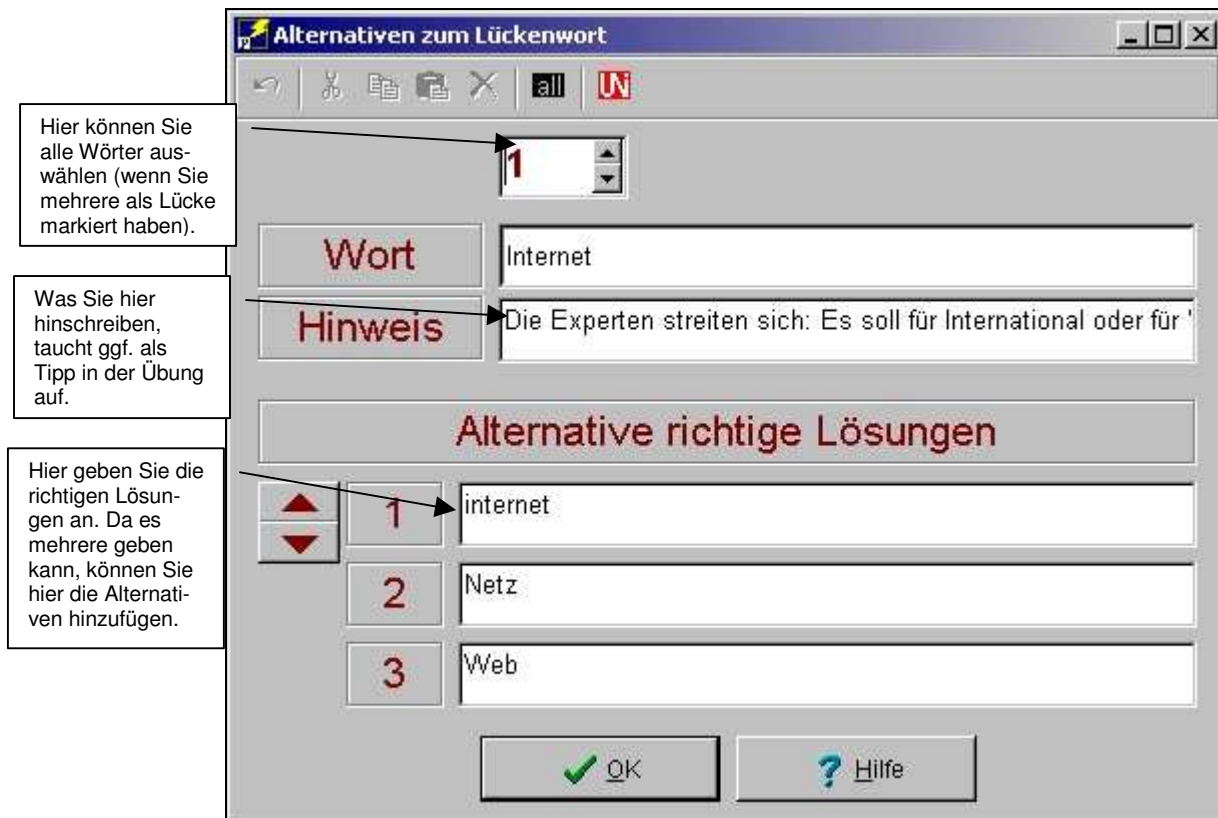 Alternativen zum Lückenwort
all
UN
Hier können Sie
alle Wörter aus-
wählen (wenn Sie
mehrere als Lücke
markiert haben).
1
Wort
Internet
Was Sie hier
hinschreiben,
taucht ggf. als
Tipp in der Übung
auf.
Hinweis
Die Experten streiten sich: Es soll für International oder für '
Alternative richtige Lösungen
Hier geben Sie die
richtigen Lösun-
gen an. Da es
mehrere geben
kann, können Sie
hier die Alternati-
ven hinzufügen.
1
internet
2
Netz
3
Web
OK
Hilfe